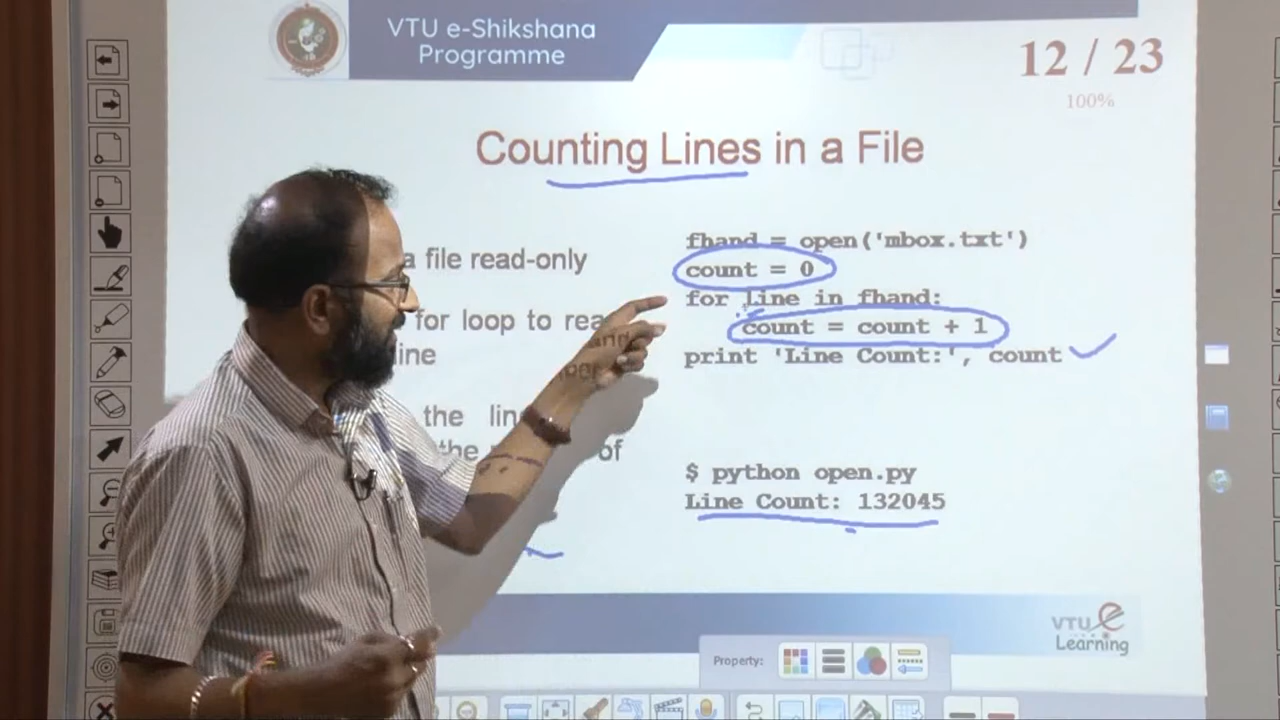 VTU e-Shikshana
Programme
12 / 23
100%
Counting Lines in a File
a file read-only
for loop to
line
the
the of
fhand = open('mbox.txt')
count = 0
for line in fhand:
count = count + 1
print 'Line Count:', count
$ python open.py
Line Count: 132045
VTU e
Learning
Property: